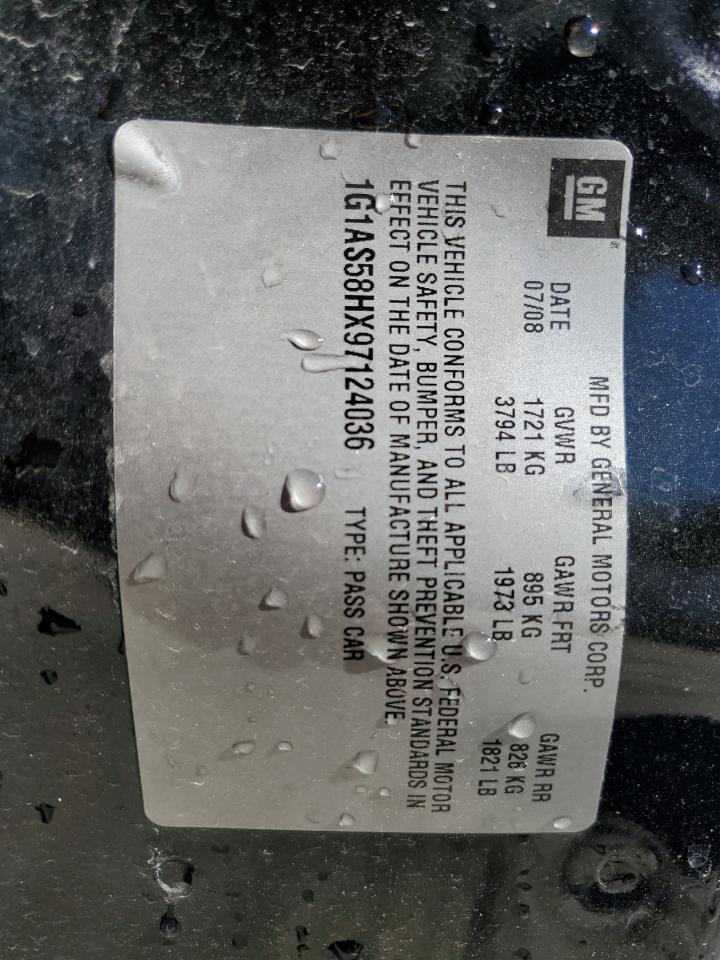 GM
MFD BY GENERAL MOTORS CORP.
DATE GVWR GAWR FRT GAWR RR
07/08 1721 KG 895 KG 826 KG
3794 LB 1973 LB 1821 LB
THIS VEHICLE CONFORMS TO ALL APPLICABLE U.S. FEDERAL MOTOR
VEHICLE SAFETY, BUMPER, AND THEFT PREVENTION STANDARDS IN
EFFECT ON THE DATE OF MANUFACTURE SHOWN ABOVE.
1G1AS58HX97124036 TYPE: PASS CAR